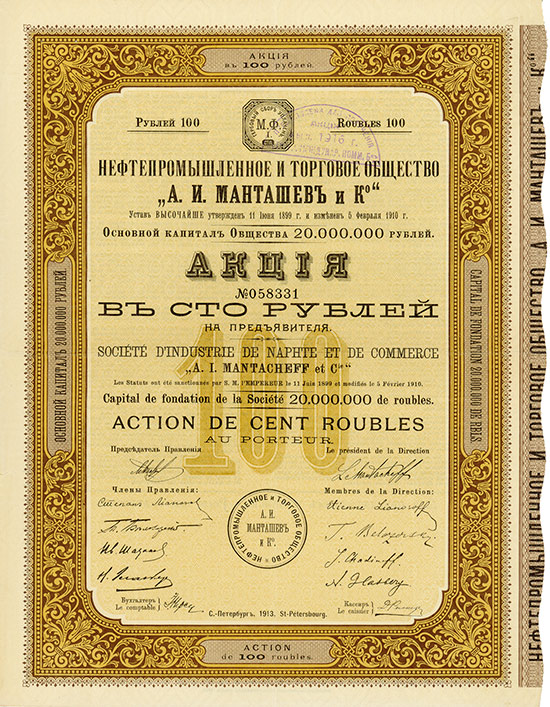 АКЦІЯ
въ 100 рублей.
Рублей 100
М.Ф.
I.
Roubles 100
Нефтепромышленное и Торговое Общество
„А. И. Манташевъ и К°“
Уставъ ВЫСОЧАЙШЕ утвержденъ 11 Іюня 1899 г. и измѣненъ 5 Февраля 1910 г.
Основной капиталъ Общества 20.000.000 рублей.
АКЦІЯ
№058331
ВЪ СТО РУБЛЕЙ
НА ПРЕДЪЯВИТЕЛЯ.
100
SOCIÉTÉ D'INDUSTRIE DE NAPHTE ET DE COMMERCE
„A. I. MANTACHEFF et Cie“
Les Statuts ont été sanctionnés par S. M. l'EMPEREUR le 11 Juin 1899 et modifiés le 5 Février 1910.
Capital de fondation de la Société 20.000.000 de roubles.
ACTION DE CENT ROUBLES
AU PORTEUR.
Предсѣдатель Правленія
Le president de la Direction
Члены Правленія:
Membres de la Direction:
Etienne Lianosoff
T. Belozorsky
А. И.
МАНТАШЕВЪ
и К°.
НЕФТЕПРОМЫШЛЕННОЕ И ТОРГОВОЕ ОБЩЕСТВО
Бухгалтеръ
Le comptable
Кассиръ
Le caissier
С.-Петербургъ, 1913. St-Pétersbourg.
ACTION
de 100 roubles.
ОСНОВНОЙ КАПИТАЛЪ 20.000.000 РУБЛЕЙ
CAPITAL DE FONDATION 20.000.000 DE RBLES.
НЕФТЕПРОМЫШЛЕННОЕ И ТОРГОВОЕ ОБЩЕСТВО А. И. МАНТАШЕВЪ и К°